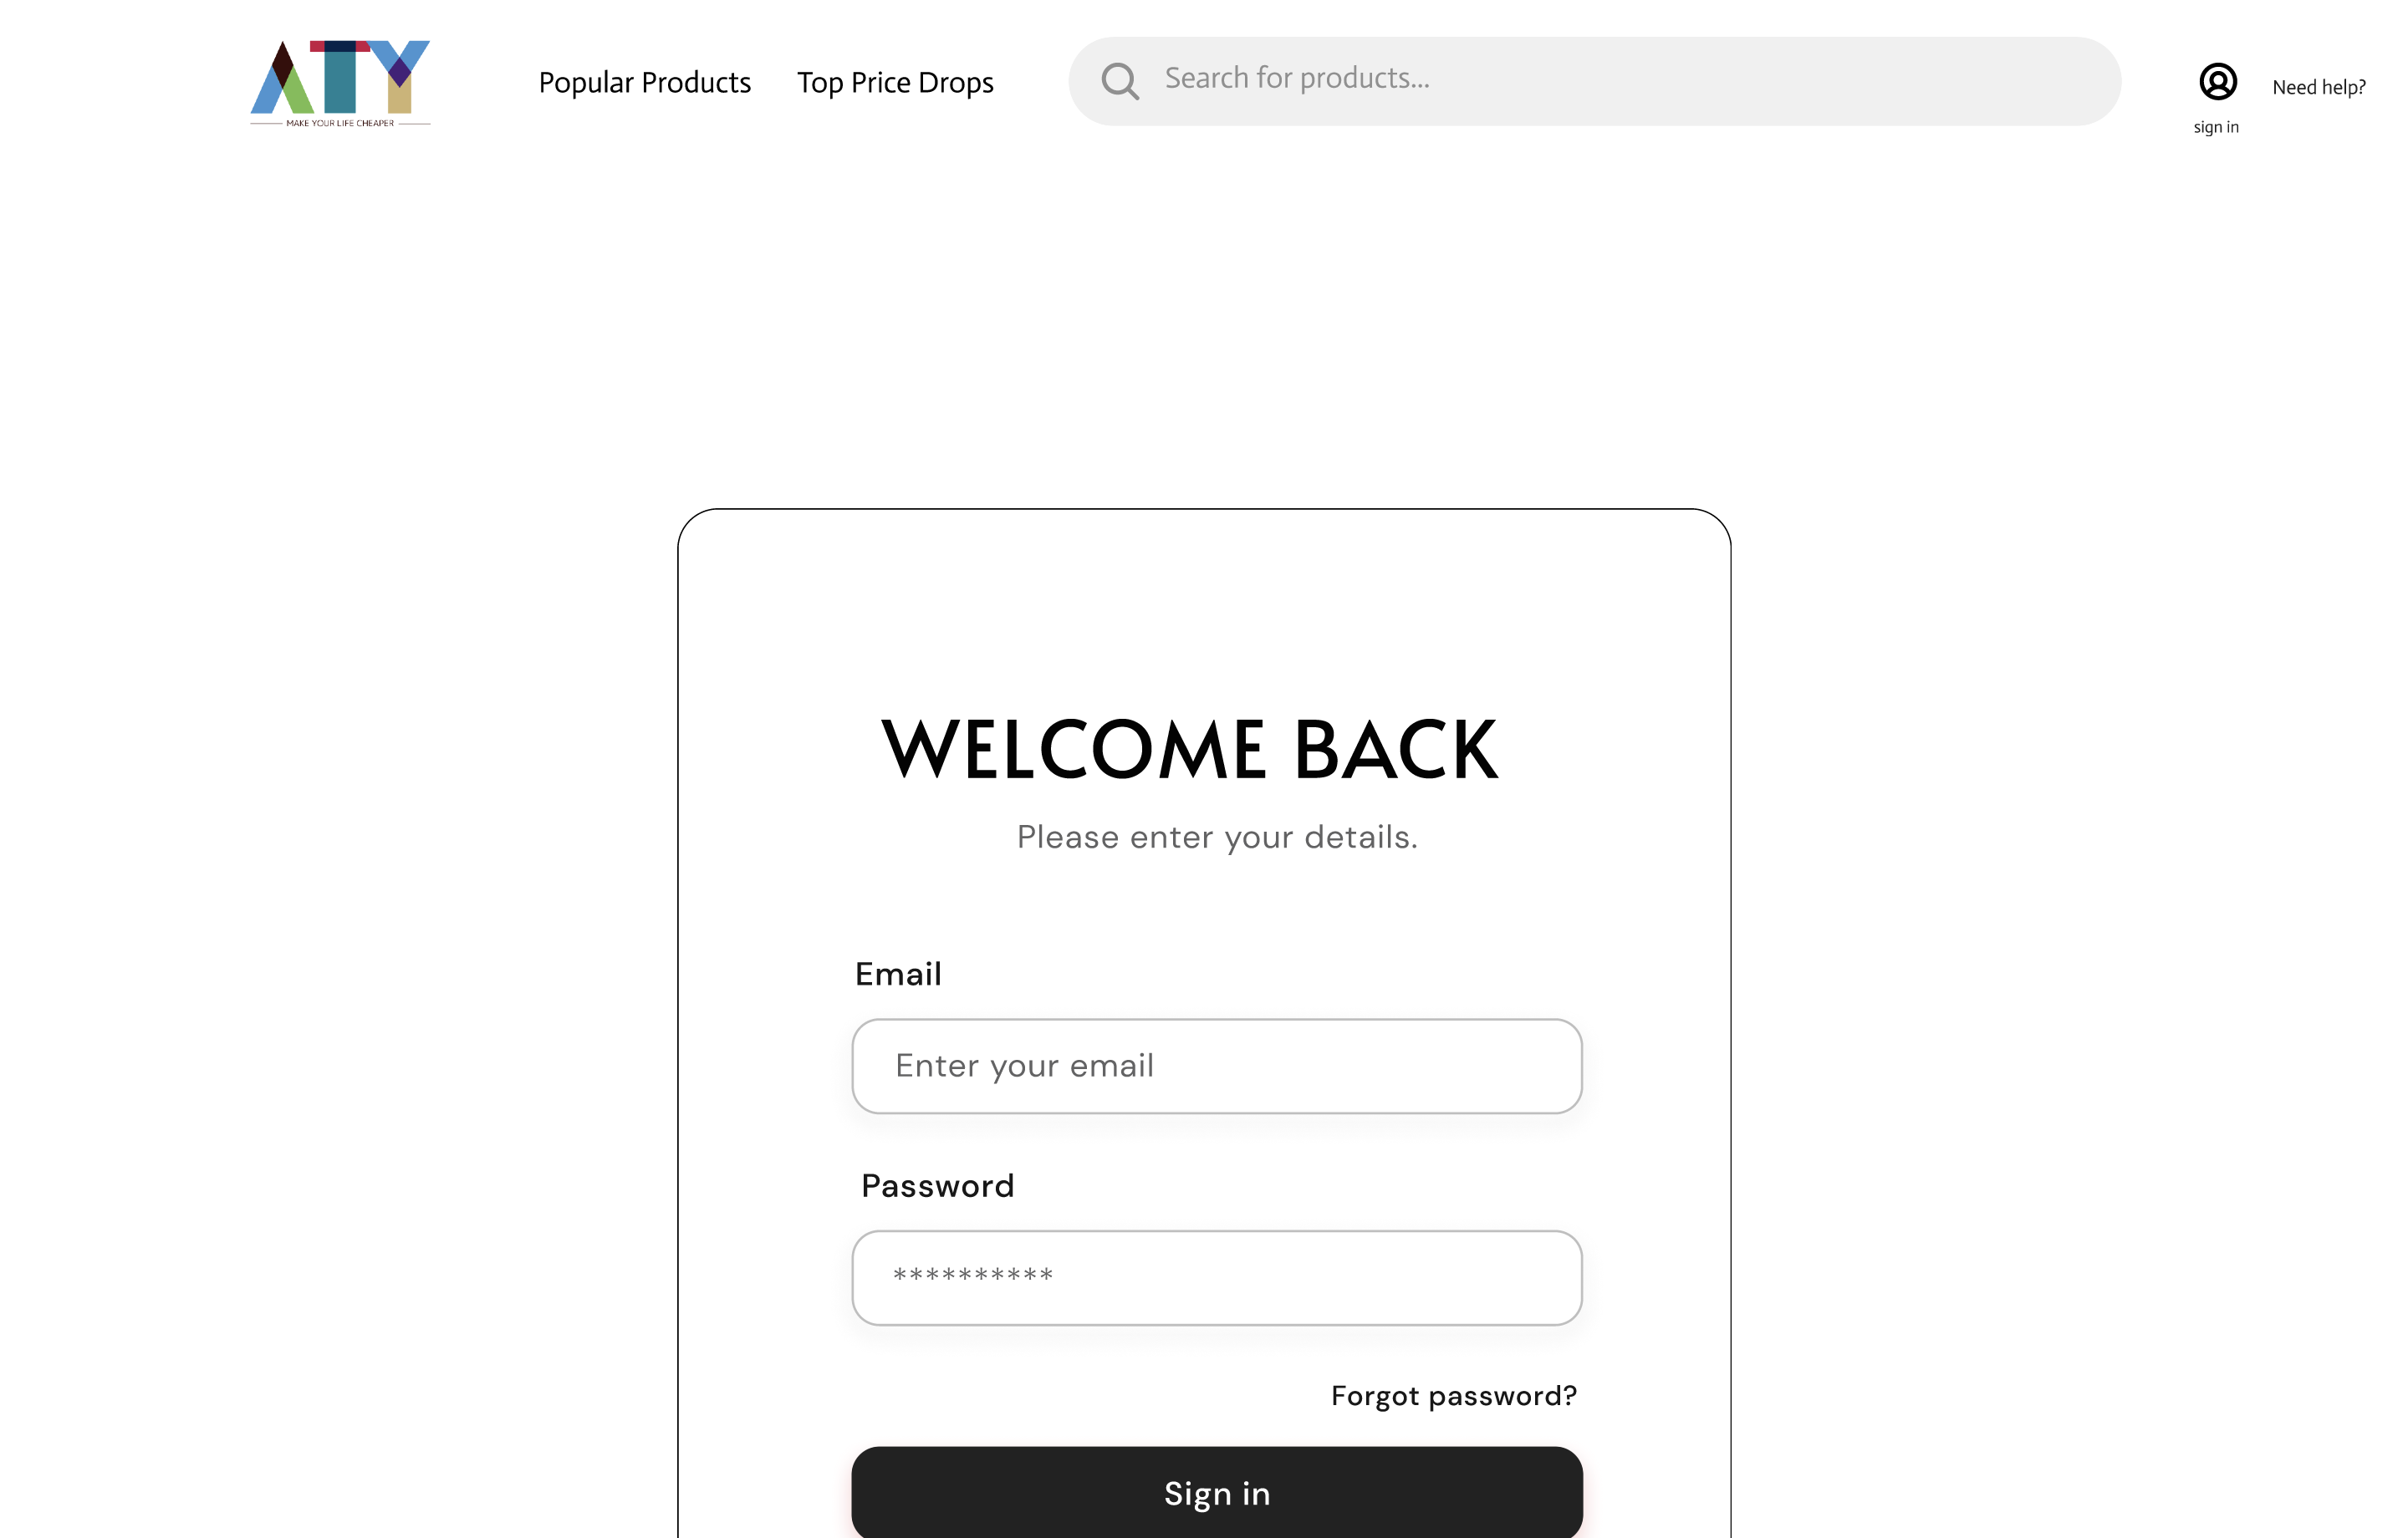 ATY
MAKE YOUR LIFE CHEAPER
Popular Products
Top Price Drops
Search for products...
sign in
Need help?
WELCOME BACK
Please enter your details.
Email
Enter your email
Password
**********
Forgot password?
Sign in